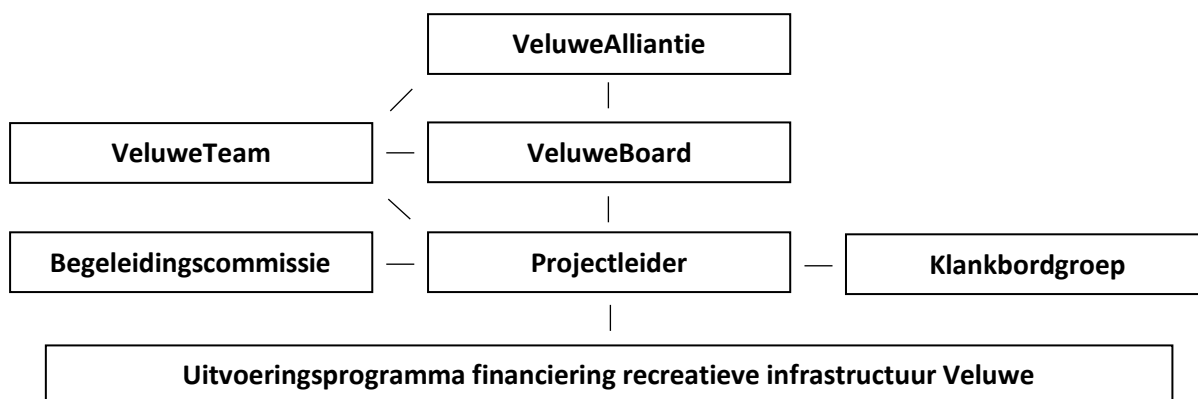 VeluweAlliantie
VeluweTeam
VeluweBoard
Begeleidingscommissie
Projectleider
Klankbordgroep
Uitvoeringsprogramma financiering recreatieve infrastructuur Veluwe